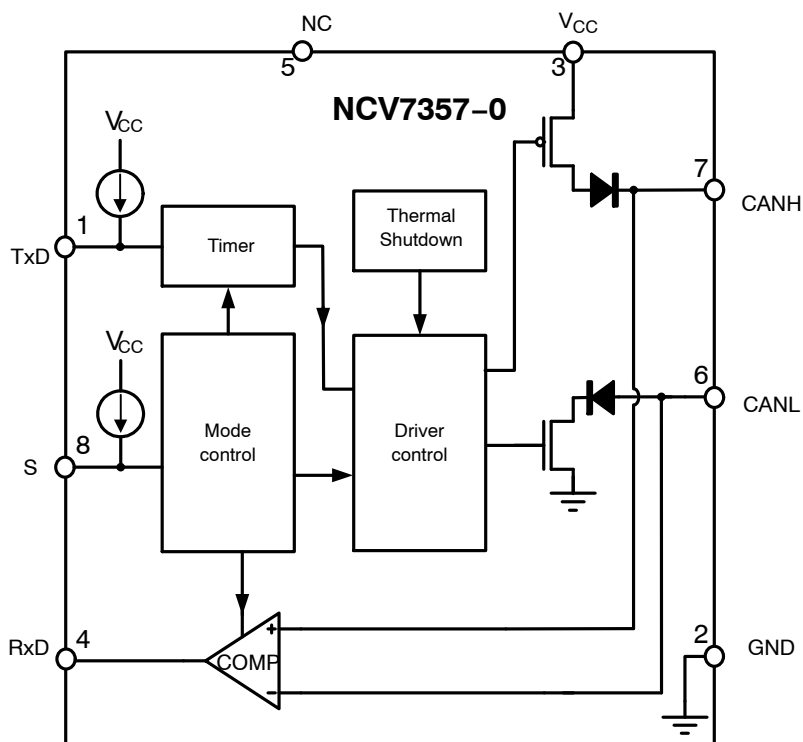 NC
5
VCC
3
NCV7357−0
VCC
7
CANH
1
TxD
Timer
Thermal
Shutdown
VCC
6
CANL
8
S
Mode
control
Driver
control
RxD
4
COMP
+
−
2
GND